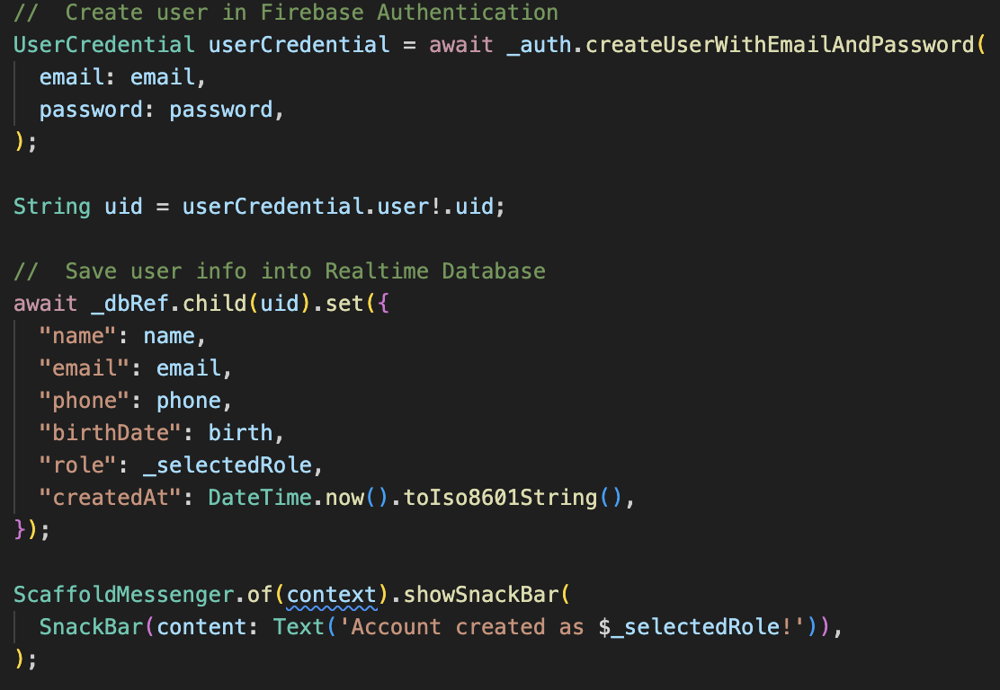 //  Create user in Firebase Authentication
UserCredential userCredential = await _auth.createUserWithEmailAndPassword(
  email: email,
  password: password,
);

String uid = userCredential.user!.uid;

//  Save user info into Realtime Database
await _dbRef.child(uid).set({
  "name": name,
  "email": email,
  "phone": phone,
  "birthDate": birth,
  "role": _selectedRole,
  "createdAt": DateTime.now().toIso8601String(),
});

ScaffoldMessenger.of(context).showSnackBar(
  SnackBar(content: Text('Account created as $_selectedRole!')),
);